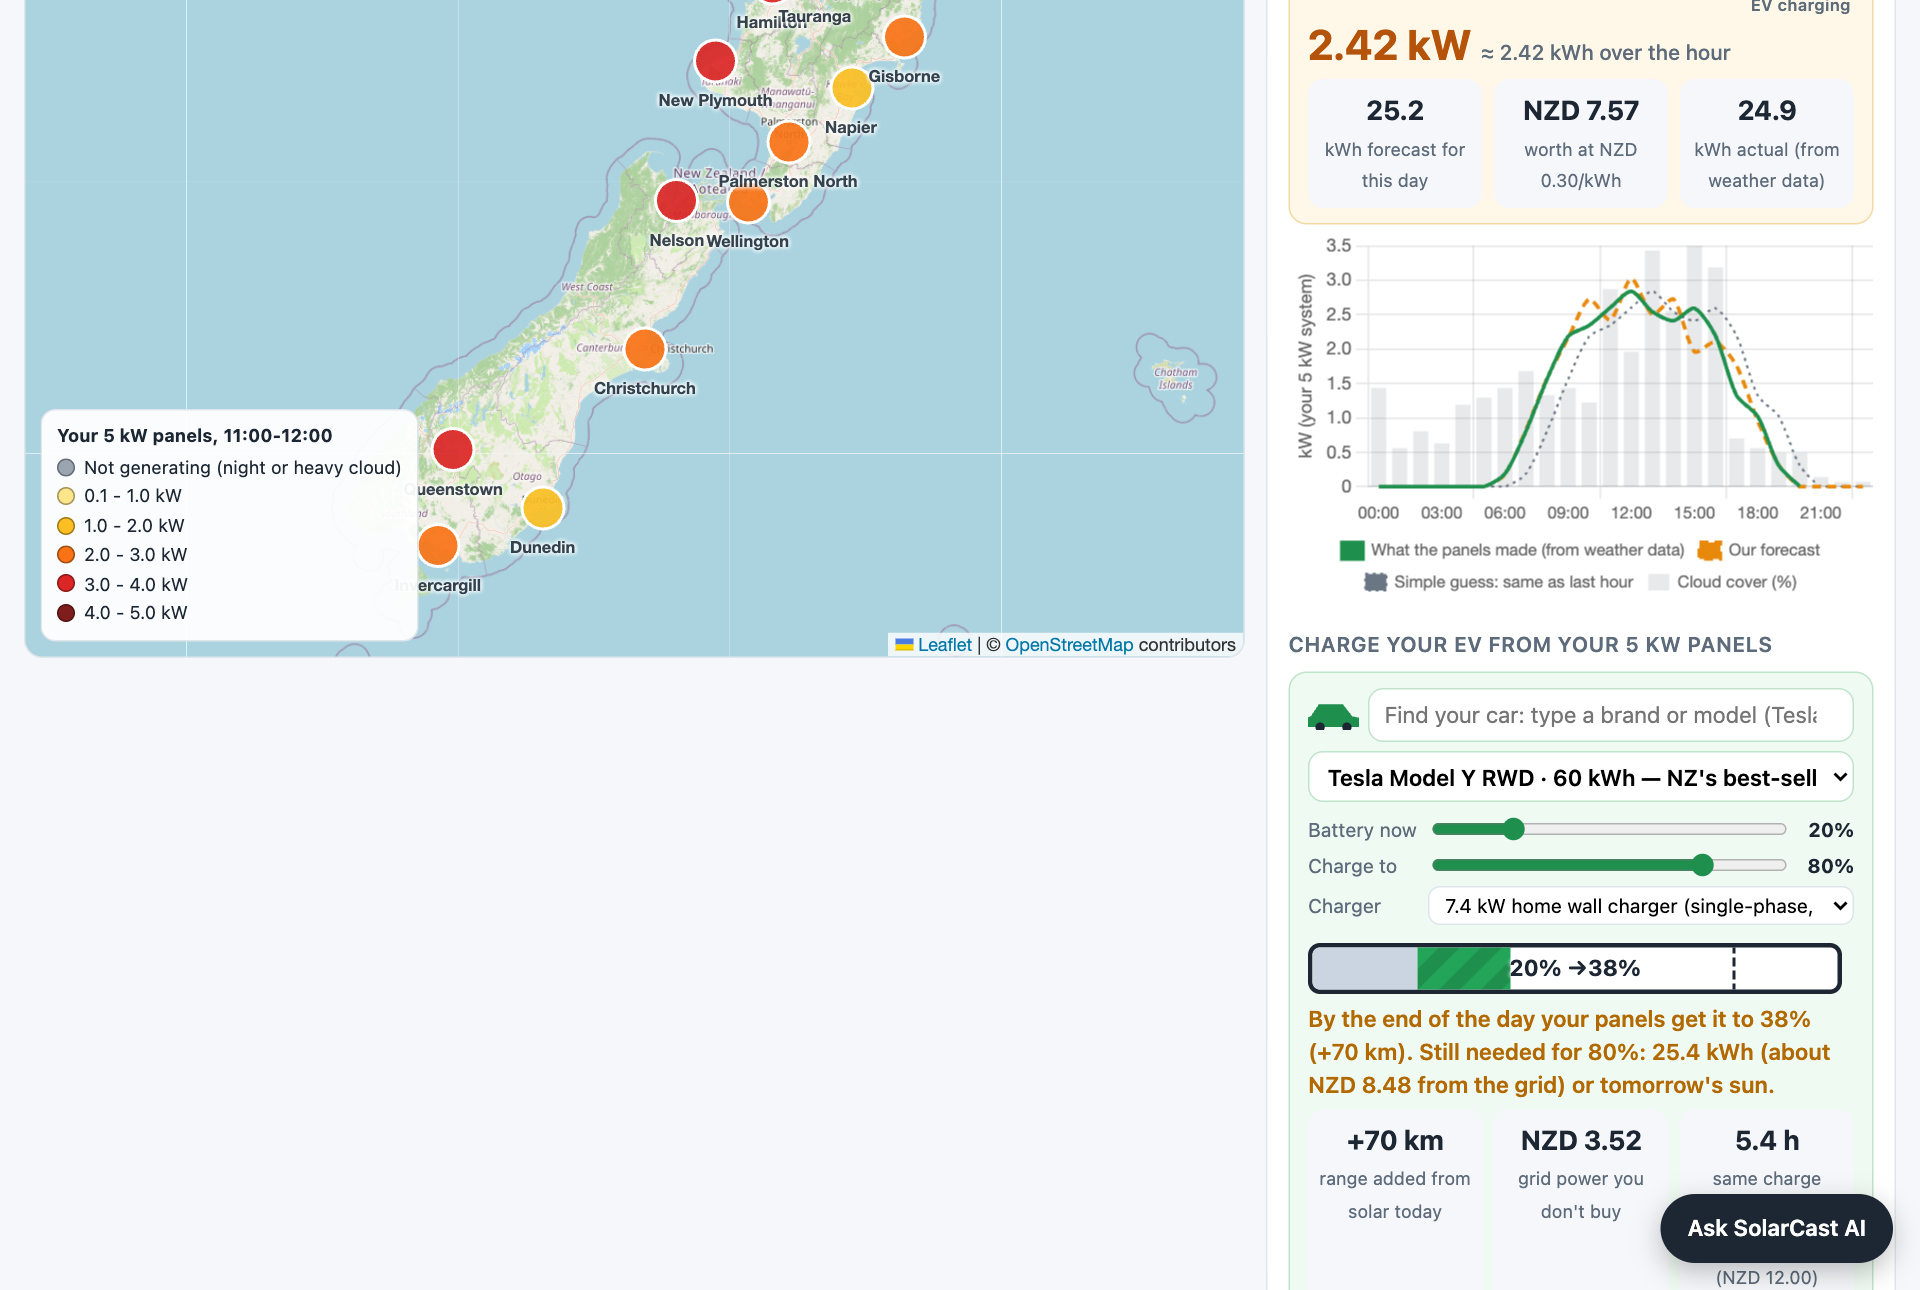 Hamilton
Tauranga
Gisborne
New Plymouth
Manawatū-
Napier
Palmerston North
New Zealand
Nelson
Wellington
West Coast
Christchurch
Chatham
Islands
Queenstown
Otago
Dunedin
Invercargill
Your 5 kW panels, 11:00-12:00
Not generating (night or heavy cloud)
0.1 - 1.0 kW
1.0 - 2.0 kW
2.0 - 3.0 kW
3.0 - 4.0 kW
4.0 - 5.0 kW
Leaflet | © OpenStreetMap contributors
EV charging
2.42 kW ≈ 2.42 kWh over the hour
25.2
kWh forecast for
this day
NZD 7.57
worth at NZD
0.30/kWh
24.9
kWh actual (from
weather data)
kW (your 5 kW system)
3.5
3.0
2.5
2.0
1.5
1.0
0.5
0
00:00 03:00 06:00 09:00 12:00 15:00 18:00 21:00
What the panels made (from weather data) Our forecast
Simple guess: same as last hour Cloud cover (%)
CHARGE YOUR EV FROM YOUR 5 KW PANELS
Find your car: type a brand or model (Tesla
Tesla Model Y RWD · 60 kWh — NZ's best-sell
Battery now 20%
Charge to 80%
Charger 7.4 kW home wall charger (single-phase,
20% →38%
By the end of the day your panels get it to 38%
(+70 km). Still needed for 80%: 25.4 kWh (about
NZD 8.48 from the grid) or tomorrow's sun.
+70 km
range added from
solar today
NZD 3.52
grid power you
don't buy
5.4 h
same charge
(NZD 12.00)
Ask SolarCast AI